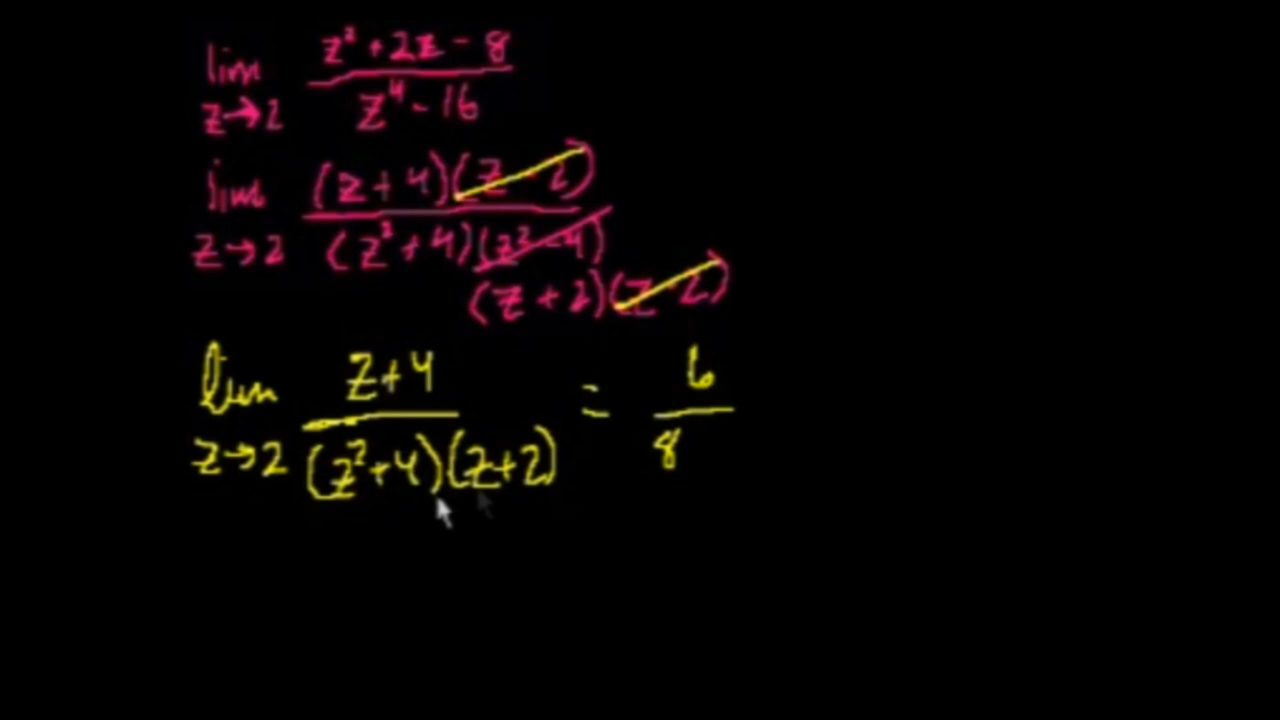 lim z→2 z²+2z-8 / z⁴-16
lim z→2 (z+4)(z-2) / (z²+4)(z²-4)
(z+2)(z-2)
lim z→2 z+4 / (z²+4)(z+2) = 6 / 8